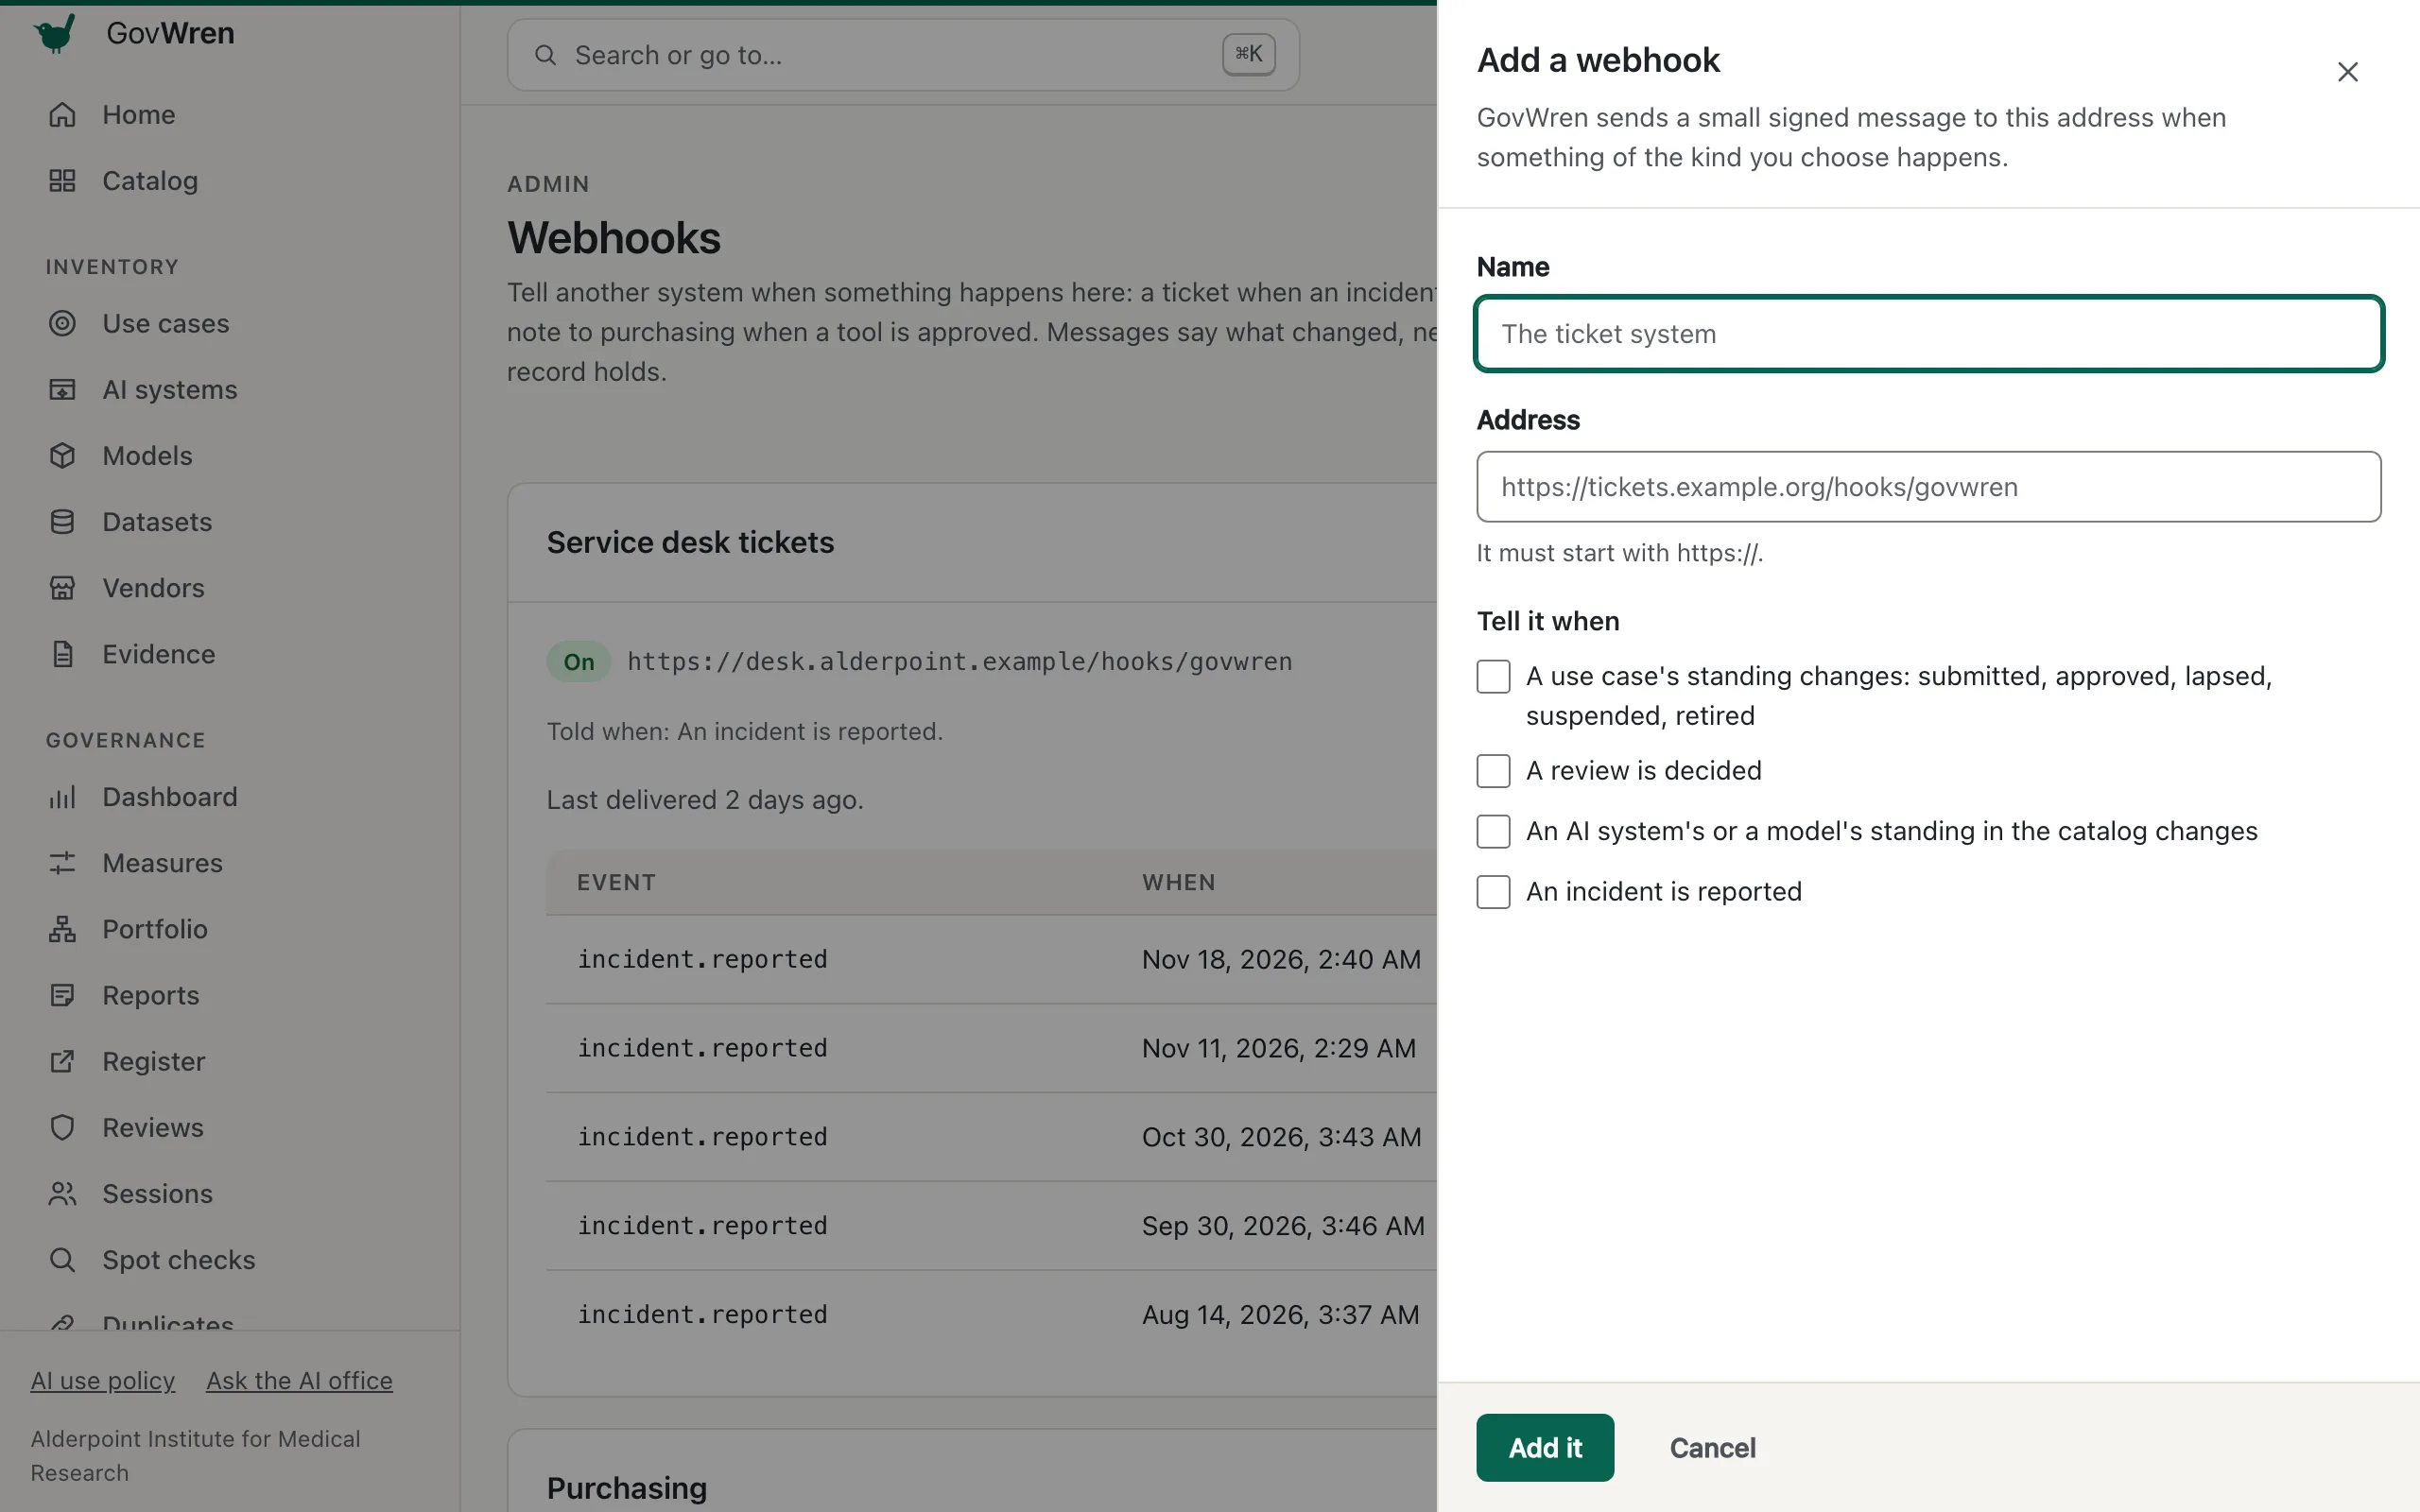 GovWren
Home
Catalog
INVENTORY
Use cases
AI systems
Models
Datasets
Vendors
Evidence
GOVERNANCE
Dashboard
Measures
Portfolio
Reports
Register
Reviews
Sessions
Spot checks
Duplicates
AI use policy Ask the AI office
Alderpoint Institute for Medical
Research
Search or go to...
⌘K
ADMIN
Webhooks
Tell another system when something happens here: a ticket when an incident
note to purchasing when a tool is approved. Messages say what changed,
record holds.
Service desk tickets
On https://desk.alderpoint.example/hooks/govwren
Told when: An incident is reported.
Last delivered 2 days ago.
EVENT WHEN
incident.reported Nov 18, 2026, 2:40 AM
incident.reported Nov 11, 2026, 2:29 AM
incident.reported Oct 30, 2026, 3:43 AM
incident.reported Sep 30, 2026, 3:46 AM
incident.reported Aug 14, 2026, 3:37 AM
Purchasing
Add a webhook
GovWren sends a small signed message to this address when
something of the kind you choose happens.
Name
The ticket system
Address
https://tickets.example.org/hooks/govwren
It must start with https://.
Tell it when
A use case's standing changes: submitted, approved, lapsed,
suspended, retired
A review is decided
An AI system's or a model's standing in the catalog changes
An incident is reported
Add it Cancel